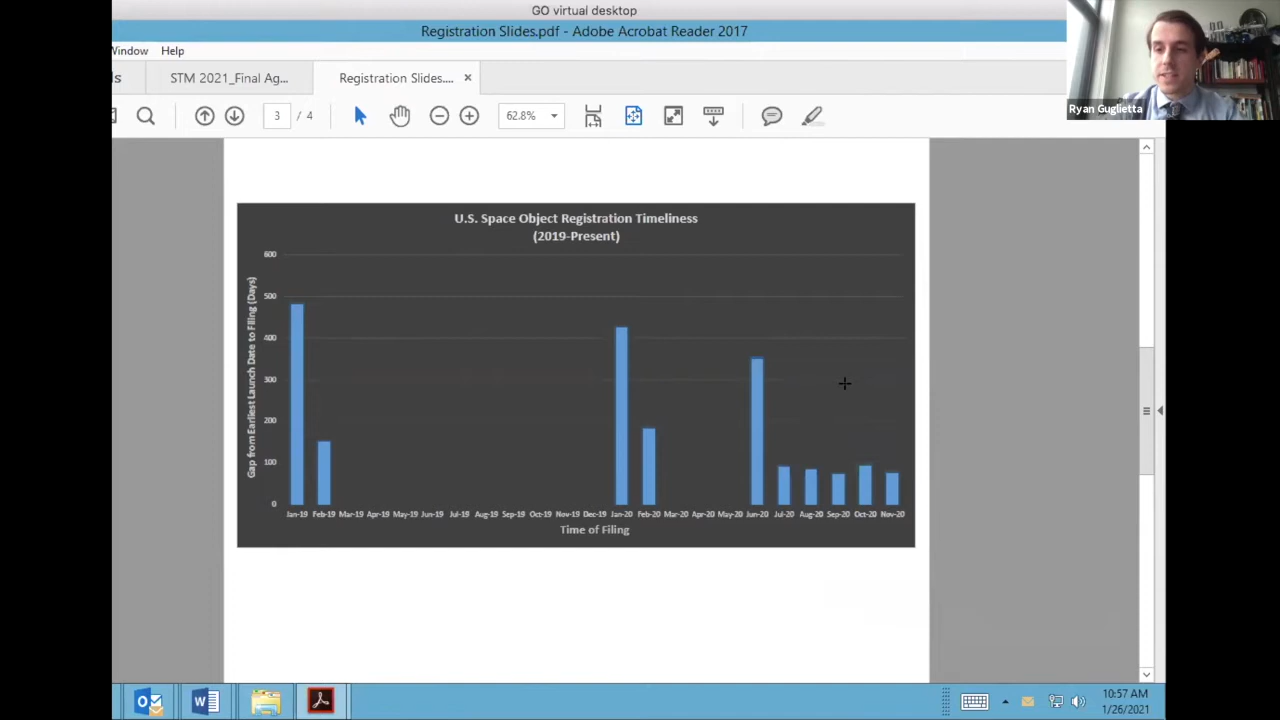 GO virtual desktop
Registration Slides.pdf - Adobe Acrobat Reader 2017
Window Help
STM 2021_Final Ag...
Registration Slides....
3 / 4
62.8%
Ryan Guglietta
U.S. Space Object Registration Timeliness
(2019-Present)
Gap from Earliest Launch Date to Filing (Days)
600
500
400
300
200
100
0
Jan-19 Feb-19 Mar-19 Apr-19 May-19 Jun-19 Jul-19 Aug-19 Sep-19 Oct-19 Nov-19 Dec-19 Jan-20 Feb-20 Mar-20 Apr-20 May-20 Jun-20 Jul-20 Aug-20 Sep-20 Oct-20 Nov-20
Time of Filing
10:57 AM
1/26/2021